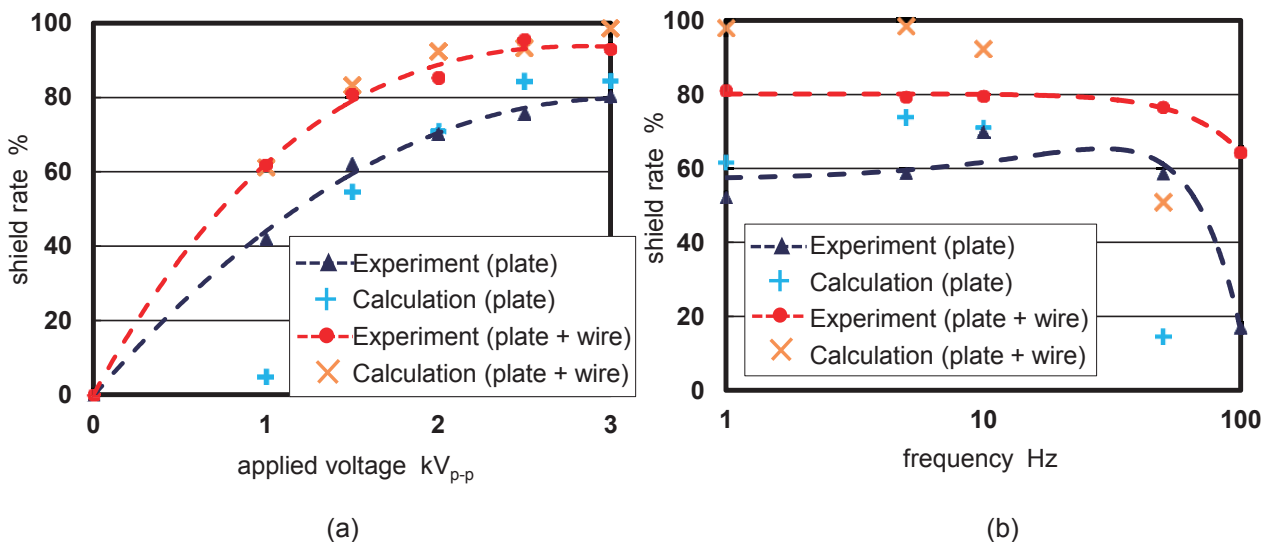 100
80
60
40
20
0
shield rate %
0
1
2
3
applied voltage kVp-p
Experiment (plate)
Calculation (plate)
Experiment (plate + wire)
Calculation (plate + wire)
(a)
100
80
60
40
20
0
shield rate %
1
10
100
frequency Hz
Experiment (plate)
Calculation (plate)
Experiment (plate + wire)
Calculation (plate + wire)
(b)